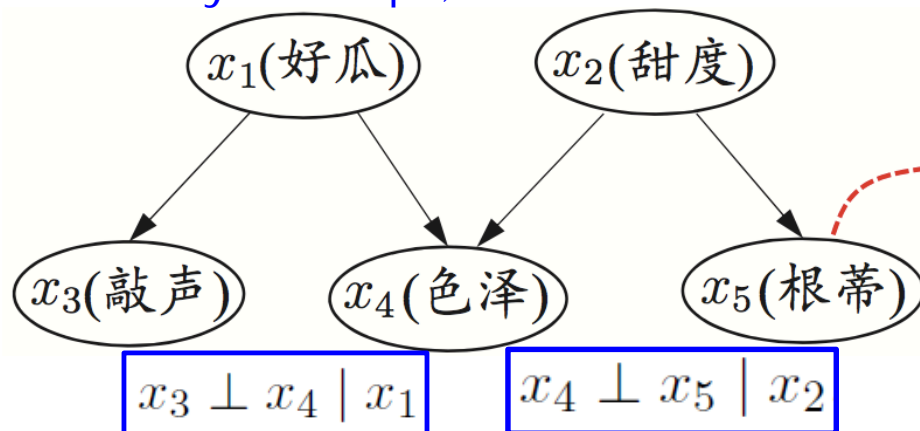 x₁(好瓜) x₂(甜度)
x₃(敲声) x₄(色泽) x₅(根蒂)
x₃ ⊥ x₄ | x₁ x₄ ⊥ x₅ | x₂